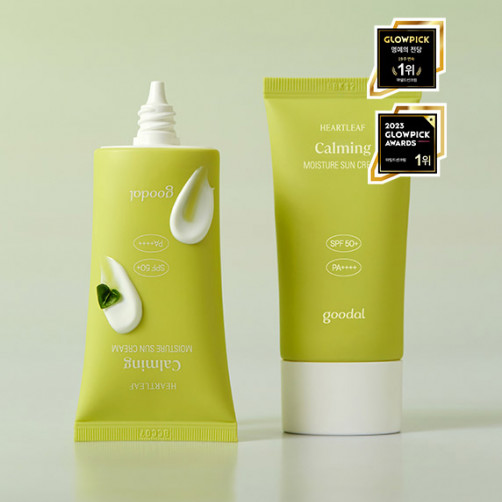 GLOWPICK
명예의 전당
1위
2023
GLOWPICK
AWARDS
1위
HEARTLEAF
Calming
MOISTURE SUN CRE
SPF 50+
PA++++
goodal
goodal
PA++++
SPF 50+
MOISTURE SUN CREAM
Calming
HEARTLEAF